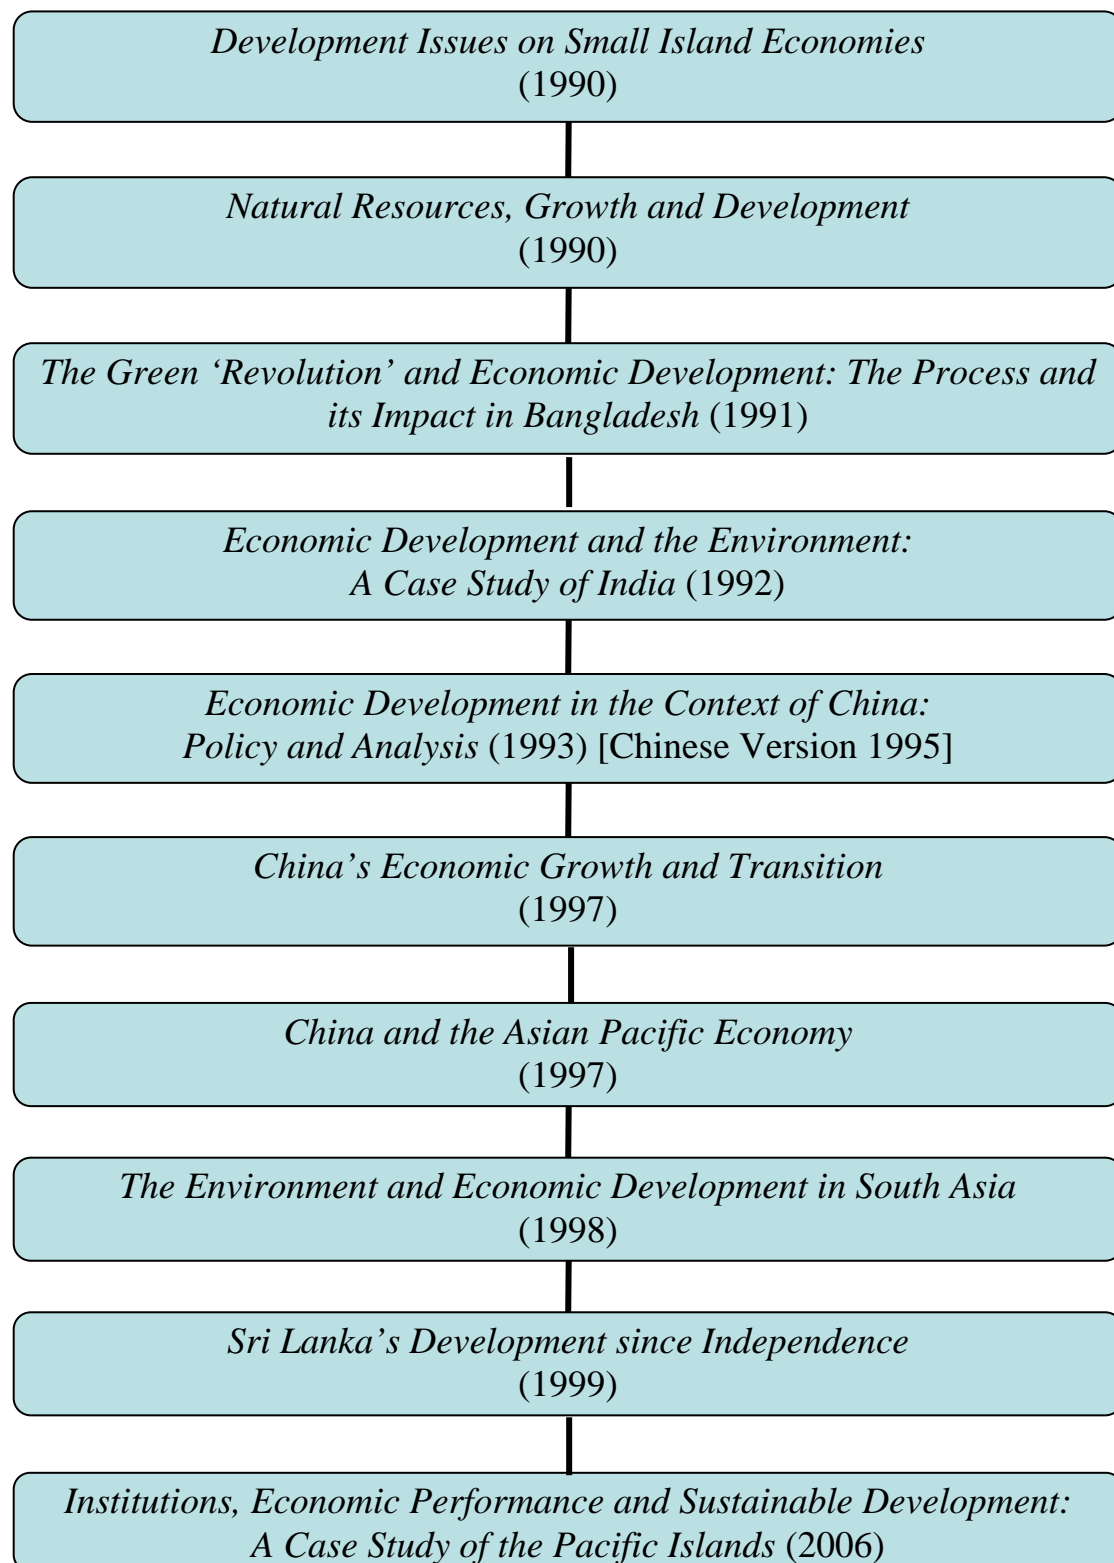 Development Issues on Small Island Economies
(1990)
Natural Resources, Growth and Development
(1990)
The Green ‘Revolution’ and Economic Development: The Process and
its Impact in Bangladesh (1991)
Economic Development and the Environment:
A Case Study of India (1992)
Economic Development in the Context of China:
Policy and Analysis (1993) [Chinese Version 1995]
China’s Economic Growth and Transition
(1997)
China and the Asian Pacific Economy
(1997)
The Environment and Economic Development in South Asia
(1998)
Sri Lanka’s Development since Independence
(1999)
Institutions, Economic Performance and Sustainable Development:
A Case Study of the Pacific Islands (2006)